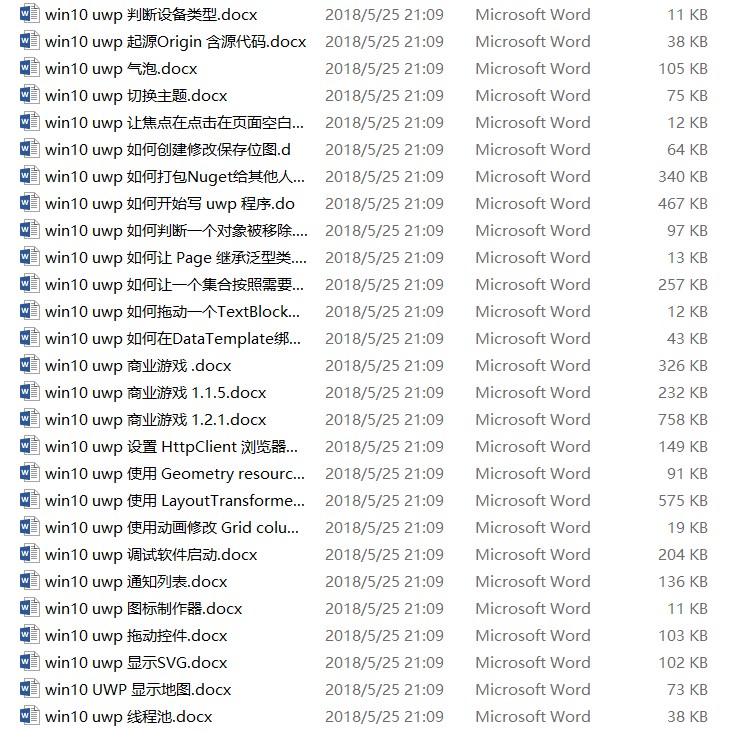 win10 uwp 判断设备类型.docx 2018/5/25 21:09 Microsoft Word 11 KB
win10 uwp 起源Origin 含源代码.docx 2018/5/25 21:09 Microsoft Word 38 KB
win10 uwp 气泡.docx 2018/5/25 21:09 Microsoft Word 105 KB
win10 uwp 切换主题.docx 2018/5/25 21:09 Microsoft Word 75 KB
win10 uwp 让焦点在点击在页面空白... 2018/5/25 21:09 Microsoft Word 12 KB
win10 uwp 如何创建修改保存位图.d 2018/5/25 21:09 Microsoft Word 64 KB
win10 uwp 如何打包Nuget给其他人... 2018/5/25 21:09 Microsoft Word 340 KB
win10 uwp 如何开始写 uwp 程序.do 2018/5/25 21:09 Microsoft Word 467 KB
win10 uwp 如何判断一个对象被移除.... 2018/5/25 21:09 Microsoft Word 97 KB
win10 uwp 如何让 Page 继承泛型类.... 2018/5/25 21:09 Microsoft Word 13 KB
win10 uwp 如何让一个集合按照需要... 2018/5/25 21:09 Microsoft Word 257 KB
win10 uwp 如何拖动一个TextBlock... 2018/5/25 21:09 Microsoft Word 12 KB
win10 uwp 如何在DataTemplate绑... 2018/5/25 21:09 Microsoft Word 43 KB
win10 uwp 商业游戏 .docx 2018/5/25 21:09 Microsoft Word 326 KB
win10 uwp 商业游戏 1.1.5.docx 2018/5/25 21:09 Microsoft Word 232 KB
win10 uwp 商业游戏 1.2.1.docx 2018/5/25 21:09 Microsoft Word 758 KB
win10 uwp 设置 HttpClient 浏览器... 2018/5/25 21:09 Microsoft Word 149 KB
win10 uwp 使用 Geometry resourc... 2018/5/25 21:09 Microsoft Word 91 KB
win10 uwp 使用 LayoutTransforme... 2018/5/25 21:09 Microsoft Word 575 KB
win10 uwp 使用动画修改 Grid colu... 2018/5/25 21:09 Microsoft Word 19 KB
win10 uwp 调试软件启动.docx 2018/5/25 21:09 Microsoft Word 204 KB
win10 uwp 通知列表.docx 2018/5/25 21:09 Microsoft Word 136 KB
win10 uwp 图标制作器.docx 2018/5/25 21:09 Microsoft Word 11 KB
win10 uwp 拖动控件.docx 2018/5/25 21:09 Microsoft Word 103 KB
win10 uwp 显示SVG.docx 2018/5/25 21:09 Microsoft Word 102 KB
win10 UWP 显示地图.docx 2018/5/25 21:09 Microsoft Word 73 KB
win10 uwp 线程池.docx 2018/5/25 21:09 Microsoft Word 38 KB